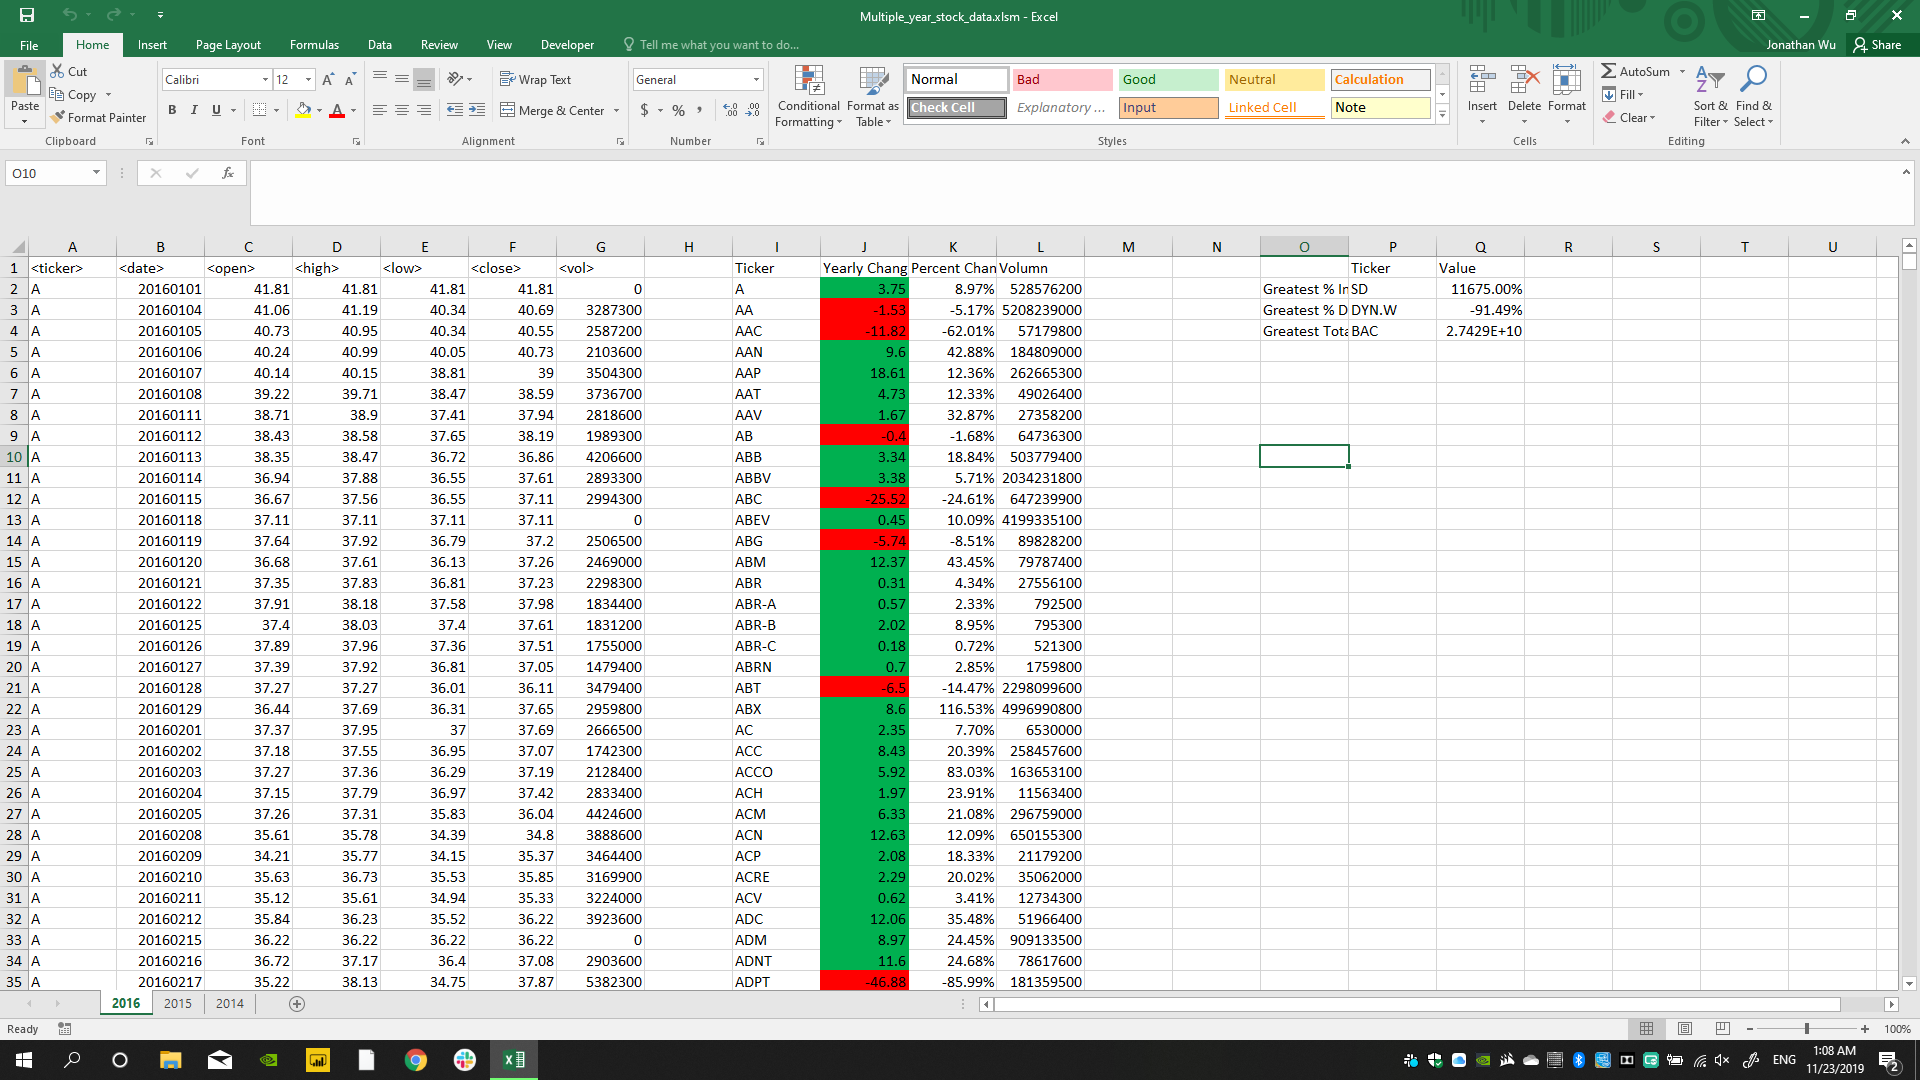 Multiple_year_stock_data.xlsm - Excel
File Home Insert Page Layout Formulas Data Review View Developer Tell me what you want to do... Jonathan Wu Share
Paste Cut Copy Format Painter Clipboard
Calibri 12 B I U A Font
Wrap Text Merge & Center Alignment
General $ % , Number
Conditional Formatting Format as Table
Normal Bad Good Neutral Calculation
Check Cell Explanatory ... Input Linked Cell Note
Styles
Insert Delete Format Cells
AutoSum Fill Clear Sort & Filter Find & Select Editing
O10 fx
A B C D E F G H I J K L M N O P Q R S T U
1 <ticker> <date> <open> <high> <low> <close> <vol> Ticker Yearly Chang Percent Chan Volumn Ticker Value
2 A 20160101 41.81 41.81 41.81 41.81 0 A 3.75 8.97% 528576200 Greatest % In SD 11675.00%
3 A 20160104 41.06 41.19 40.34 40.69 3287300 AA -1.53 -5.17% 5208239000 Greatest % D DYN.W -91.49%
4 A 20160105 40.73 40.95 40.34 40.55 2587200 AAC -11.82 -62.01% 57179800 Greatest Tota BAC 2.7429E+10
5 A 20160106 40.24 40.99 40.05 40.73 2103600 AAN 9.6 42.88% 184809000
6 A 20160107 40.14 40.15 38.81 39 3504300 AAP 18.61 12.36% 262665300
7 A 20160108 39.22 39.71 38.47 38.59 3736700 AAT 4.73 12.33% 49026400
8 A 20160111 38.71 38.9 37.41 37.94 2818600 AAV 1.67 32.87% 27358200
9 A 20160112 38.43 38.58 37.65 38.19 1989300 AB -0.4 -1.68% 64736300
10 A 20160113 38.35 38.47 36.72 36.86 4206600 ABB 3.34 18.84% 503779400
11 A 20160114 36.94 37.88 36.55 37.61 2893300 ABBV 3.38 5.71% 2034231800
12 A 20160115 36.67 37.56 36.55 37.11 2994300 ABC -25.52 -24.61% 647239900
13 A 20160118 37.11 37.11 37.11 37.11 0 ABEV 0.45 10.09% 4199335100
14 A 20160119 37.64 37.92 36.79 37.2 2506500 ABG -5.74 -8.51% 89828200
15 A 20160120 36.68 37.61 36.13 37.26 2469000 ABM 12.37 43.45% 79787400
16 A 20160121 37.35 37.83 36.81 37.23 2298300 ABR 0.31 4.34% 27556100
17 A 20160122 37.91 38.18 37.58 37.98 1834400 ABR-A 0.57 2.33% 792500
18 A 20160125 37.4 38.03 37.4 37.61 1831200 ABR-B 2.02 8.95% 795300
19 A 20160126 37.89 37.96 37.36 37.51 1755000 ABR-C 0.18 0.72% 521300
20 A 20160127 37.39 37.92 36.81 37.05 1479400 ABRN 0.7 2.85% 1759800
21 A 20160128 37.27 37.27 36.01 36.11 3479400 ABT -6.5 -14.47% 2298099600
22 A 20160129 36.44 37.69 36.31 37.65 2959800 ABX 8.6 116.53% 4996990800
23 A 20160201 37.37 37.95 37 37.69 2666500 AC 2.35 7.70% 6530000
24 A 20160202 37.18 37.55 36.95 37.07 1742300 ACC 8.43 20.39% 258457600
25 A 20160203 37.27 37.36 36.29 37.19 2128400 ACCO 5.92 83.03% 163653100
26 A 20160204 37.15 37.79 36.97 37.42 2833400 ACH 1.97 23.91% 11563400
27 A 20160205 37.26 37.31 35.83 36.04 4424600 ACM 6.33 21.08% 296759000
28 A 20160208 35.61 35.78 34.39 34.8 3888600 ACN 12.63 12.09% 650155300
29 A 20160209 34.21 35.77 34.15 35.37 3464400 ACP 2.08 18.33% 21179200
30 A 20160210 35.63 36.73 35.53 35.85 3169900 ACRE 2.29 20.02% 35062000
31 A 20160211 35.12 35.61 34.94 35.33 3224000 ACV 0.62 3.41% 12734300
32 A 20160212 35.84 36.23 35.52 36.22 3923600 ADC 12.06 35.48% 51966400
33 A 20160215 36.22 36.22 36.22 36.22 0 ADM 8.97 24.45% 909133500
34 A 20160216 36.72 37.17 36.4 37.08 2903600 ADNT 11.6 24.68% 78617600
35 A 20160217 35.22 38.13 34.75 37.87 5382300 ADPT -46.88 -85.99% 181359500
2016 2015 2014
Ready 100%
ENG 1:08 AM
11/23/2019 2